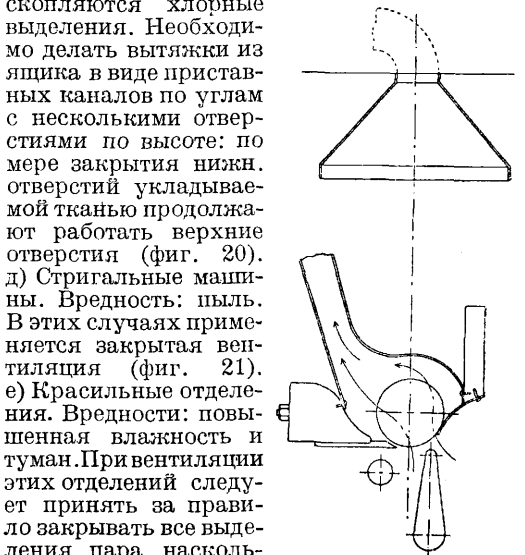 скопляются хлорные
выделения. Необходи-
мо делать вытяжки из
ящика в виде пристав-
ных каналов по углам
с несколькими отвер-
стиями по высоте: по
мере закрытия нижн.
отверстий укладывае-
мой тканью продолжа-
ют работать верхние
отверстия (фиг. 20).
д) Стригальные маши-
ны. Вредность: пыль.
В этих случаях приме-
няется закрытая вен-
тиляция (фиг. 21).
е) Красильные отделе-
ния. Вредности: повы-
шенная влажность и
туман.При вентиляции
этих отделений следу-
ет принять за прави-
ло закрывать все выде-
ления пара, насколь-